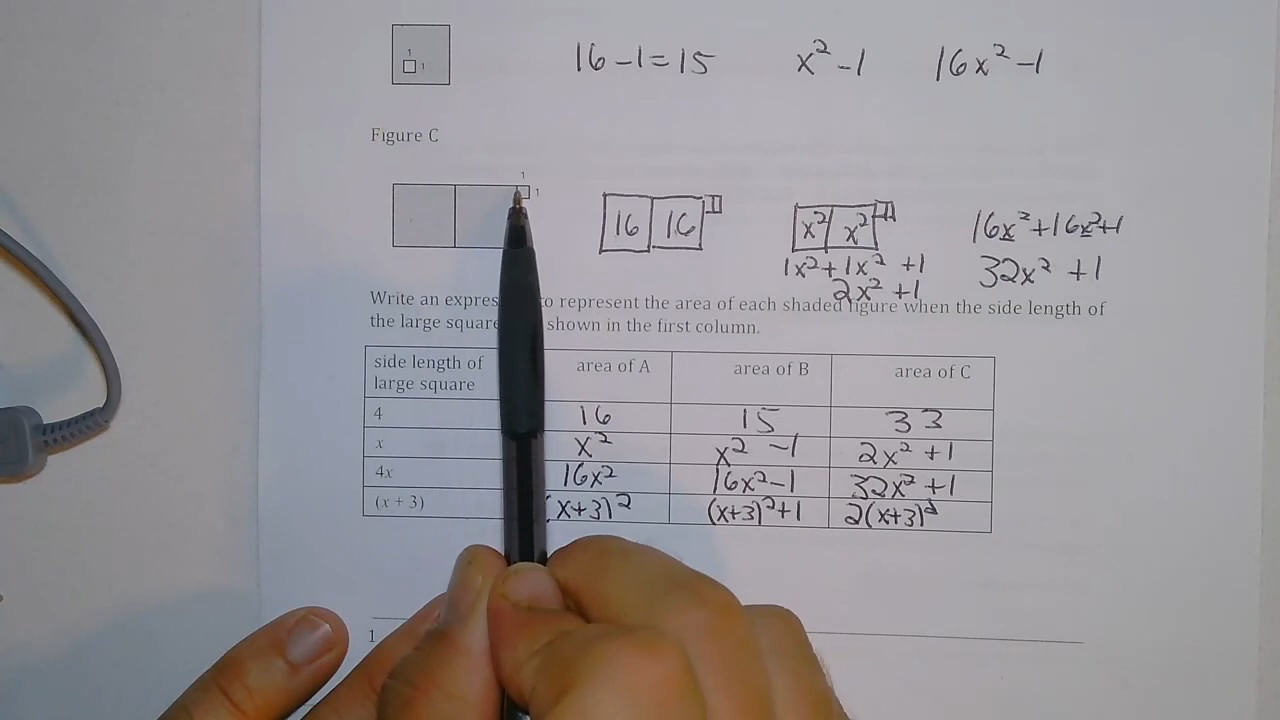 1
1
16 - 1 = 15 x² - 1 16x² - 1
Figure C
1
1
16 16 1 x² x² 1 16x² + 16x² + 1
1x² + 1x² + 1 32x² + 1
2x² + 1
Write an expres to represent the area of each shaded figure when the side length of
the large square shown in the first column.
side length of large square area of A area of B area of C
4 16 15 33
x x² x² - 1 2x² + 1
4x 16x² 16x² - 1 32x² + 1
(x + 3) (x+3)² (x+3)² + 1 2(x+3)²
1